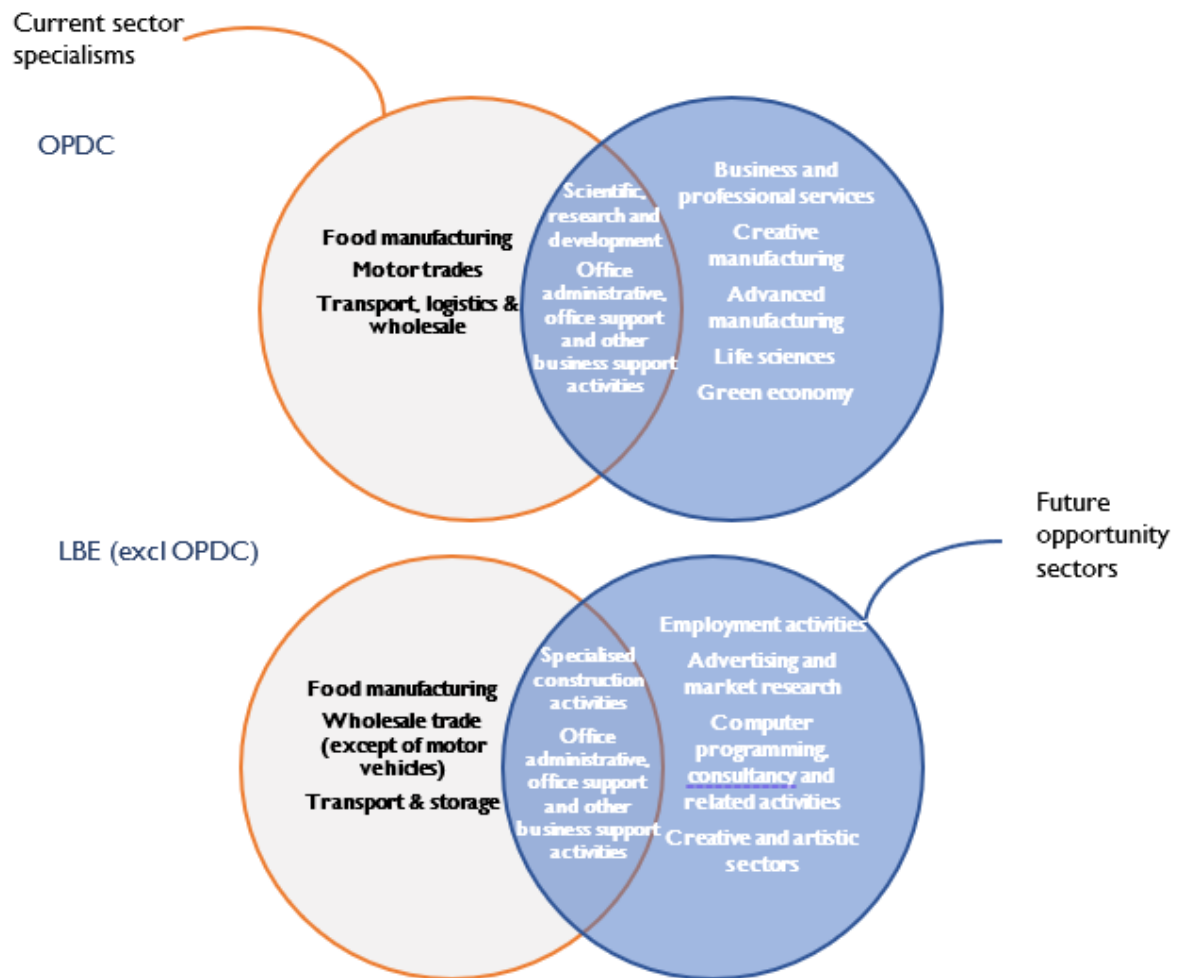 Current sector
specialisms
OPDC
Food manufacturing
Motor trades
Transport, logistics &
wholesale
Scientific,
research and
development
Office
administrative,
office support
and other
business support
activities
Business and
professional services
Creative
manufacturing
Advanced
manufacturing
Life sciences
Green economy
Future
opportunity
sectors
LBE (excl OPDC)
Food manufacturing
Wholesale trade
(except of motor
vehicles)
Transport & storage
Specialised
construction
activities
Office
administrative,
office support
and other
business support
activities
Employment activities
Advertising and
market research
Computer
programming,
consultancy and
related activities
Creative and artistic
sectors